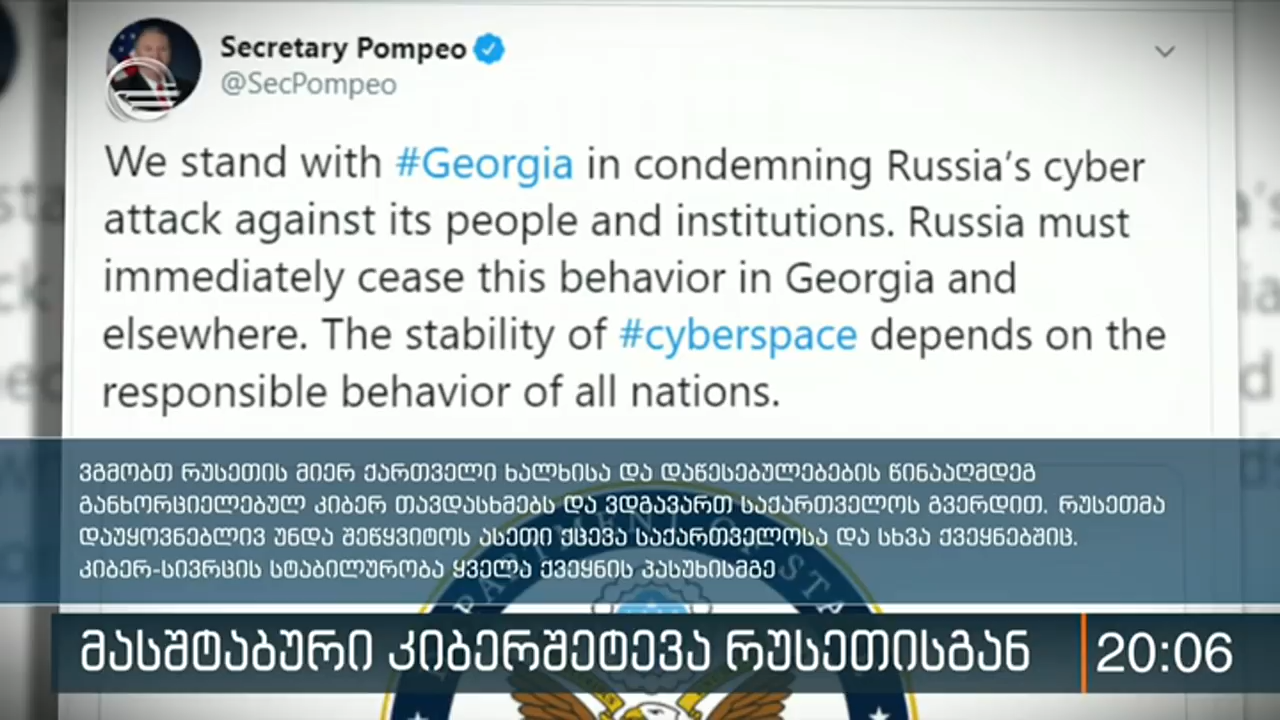 Secretary Pompeo
@SecPompeo
We stand with #Georgia in condemning Russia's cyber
attack against its people and institutions. Russia must
immediately cease this behavior in Georgia and
elsewhere. The stability of #cyberspace depends on the
responsible behavior of all nations.
ვგმობთ რუსეთის მიერ ქართველი ხალხისა და დაწესებულებების წინააღმდეგ
განხორციელებულ კიბერ თავდასხმებს და ვდგავართ საქართველოს გვერდით. რუსეთმა
დაუყოვნებლივ უნდა შეწყვიტოს ასეთი ქცევა საქართველოსა და სხვა ქვეყნებშიც.
კიბერ-სივრცის სტაბილურობა ყველა ქვეყნის პასუხისმგე
მასშტაბური კიბერშეტევა რუსეთისგან
20:06